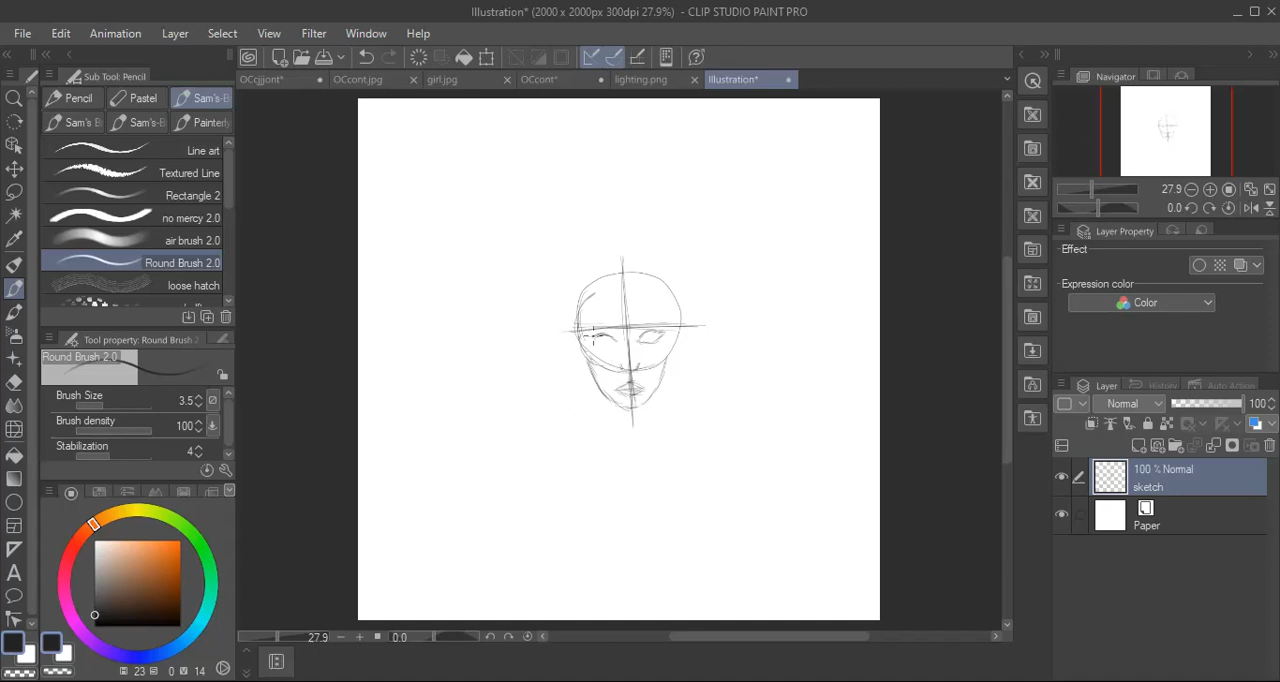 Illustration* (2000 x 2000px 300dpi 27.9%) - CLIP STUDIO PAINT PRO
File Edit Animation Layer Select View Filter Window Help
Sub Tool: Pencil
OCcjjjont* OCcont.jpg girl.jpg OCcont* lighting.png Illustration*
Pencil Pastel Sam's-B
Sam's B Sam's-B Painterly
Line art
Textured Line
Rectangle 2
no mercy 2.0
air brush 2.0
Round Brush 2.0
loose hatch
Tool property: Round Brush 2
Round Brush 2.0
Brush Size 3.5
Brush density 100
Stabilization 4
23 0 14
27.9 0.0
Navigator
27.9
0.0
Layer Property
Effect
Expression color
Color
Layer History Auto Action
Normal 100
100 % Normal
sketch
Paper